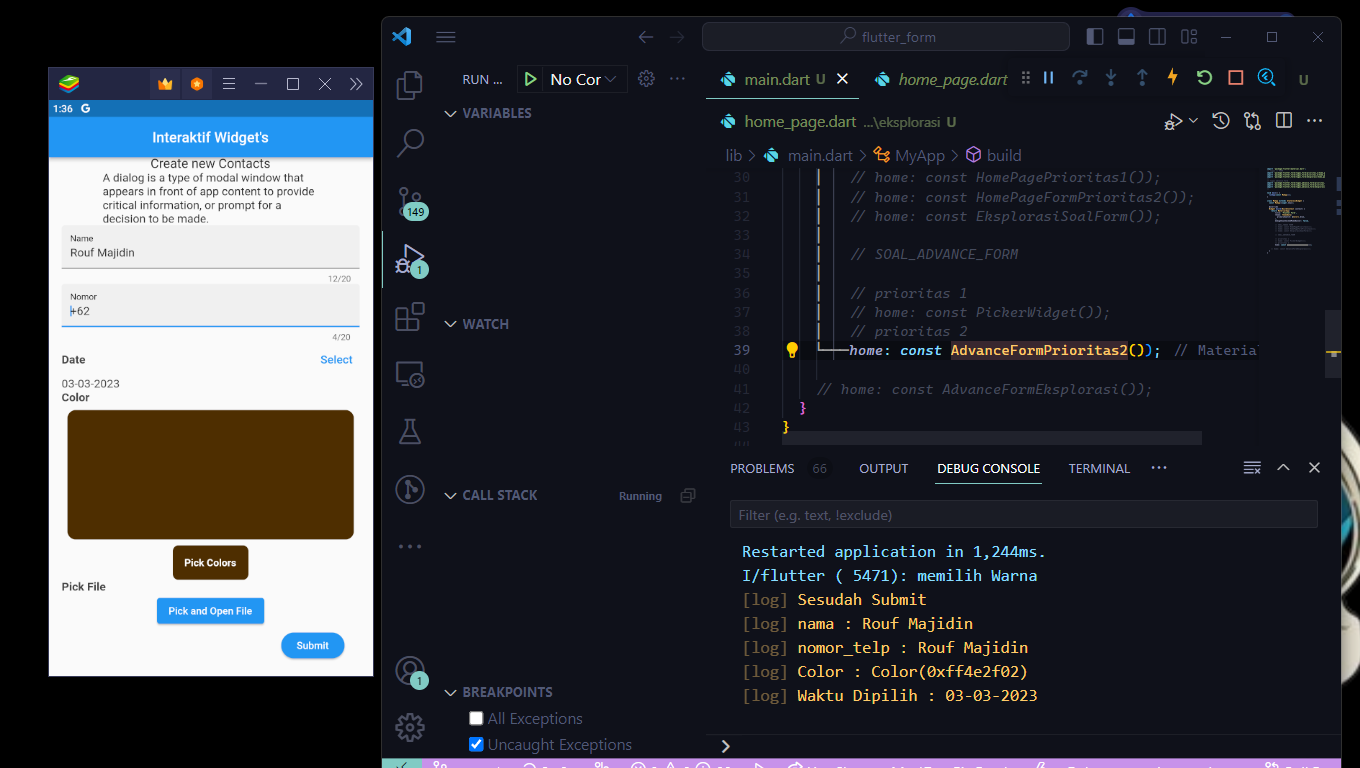 1:36 G
Interaktif Widget's
Create new Contacts
A dialog is a type of modal window that
appears in front of app content to provide
critical information, or prompt for a
decision to be made.
Name
Rouf Majidin
12/20
Nomor
+62
4/20
Date
Select
03-03-2023
Color
Pick Colors
Pick File
Pick and Open File
Submit
flutter_form
RUN ...
No Cor
VARIABLES
WATCH
CALL STACK
Running
BREAKPOINTS
All Exceptions
Uncaught Exceptions
149
1
1
main.dart U
home_page.dart
U
home_page.dart ...\eksplorasi U
lib > main.dart > MyApp > build
30 // home: const HomePagePrioritas1());
31 // home: const HomePageFormPrioritas2());
32 // home: const EksplorasiSoalForm());
33
34 // SOAL_ADVANCE_FORM
35
36 // prioritas 1
37 // home: const PickerWidget());
38 // prioritas 2
39 home: const AdvanceFormPrioritas2()); // Materia
40
41 // home: const AdvanceFormEksplorasi());
42 }
43 }
PROBLEMS 66 OUTPUT DEBUG CONSOLE TERMINAL ...
Filter (e.g. text, !exclude)
Restarted application in 1,244ms.
I/flutter ( 5471): memilih Warna
[log] Sesudah Submit
[log] nama : Rouf Majidin
[log] nomor_telp : Rouf Majidin
[log] Color : Color(0xff4e2f02)
[log] Waktu Dipilih : 03-03-2023